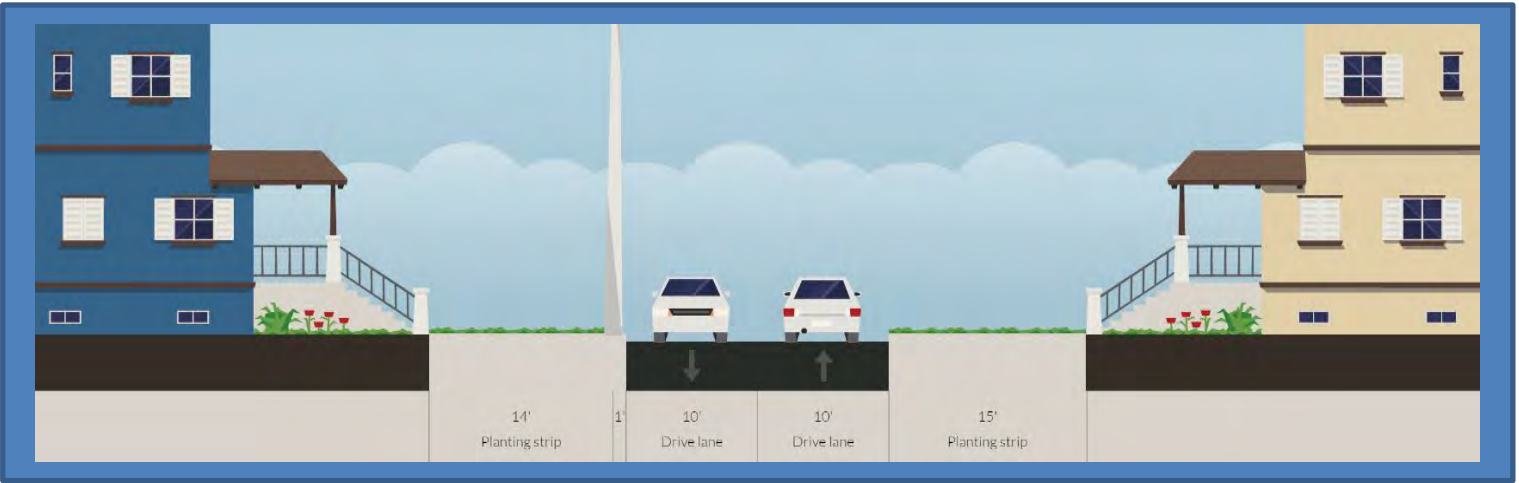 14' 1' 10' 10' 15'
Planting strip Drive lane Drive lane Planting strip